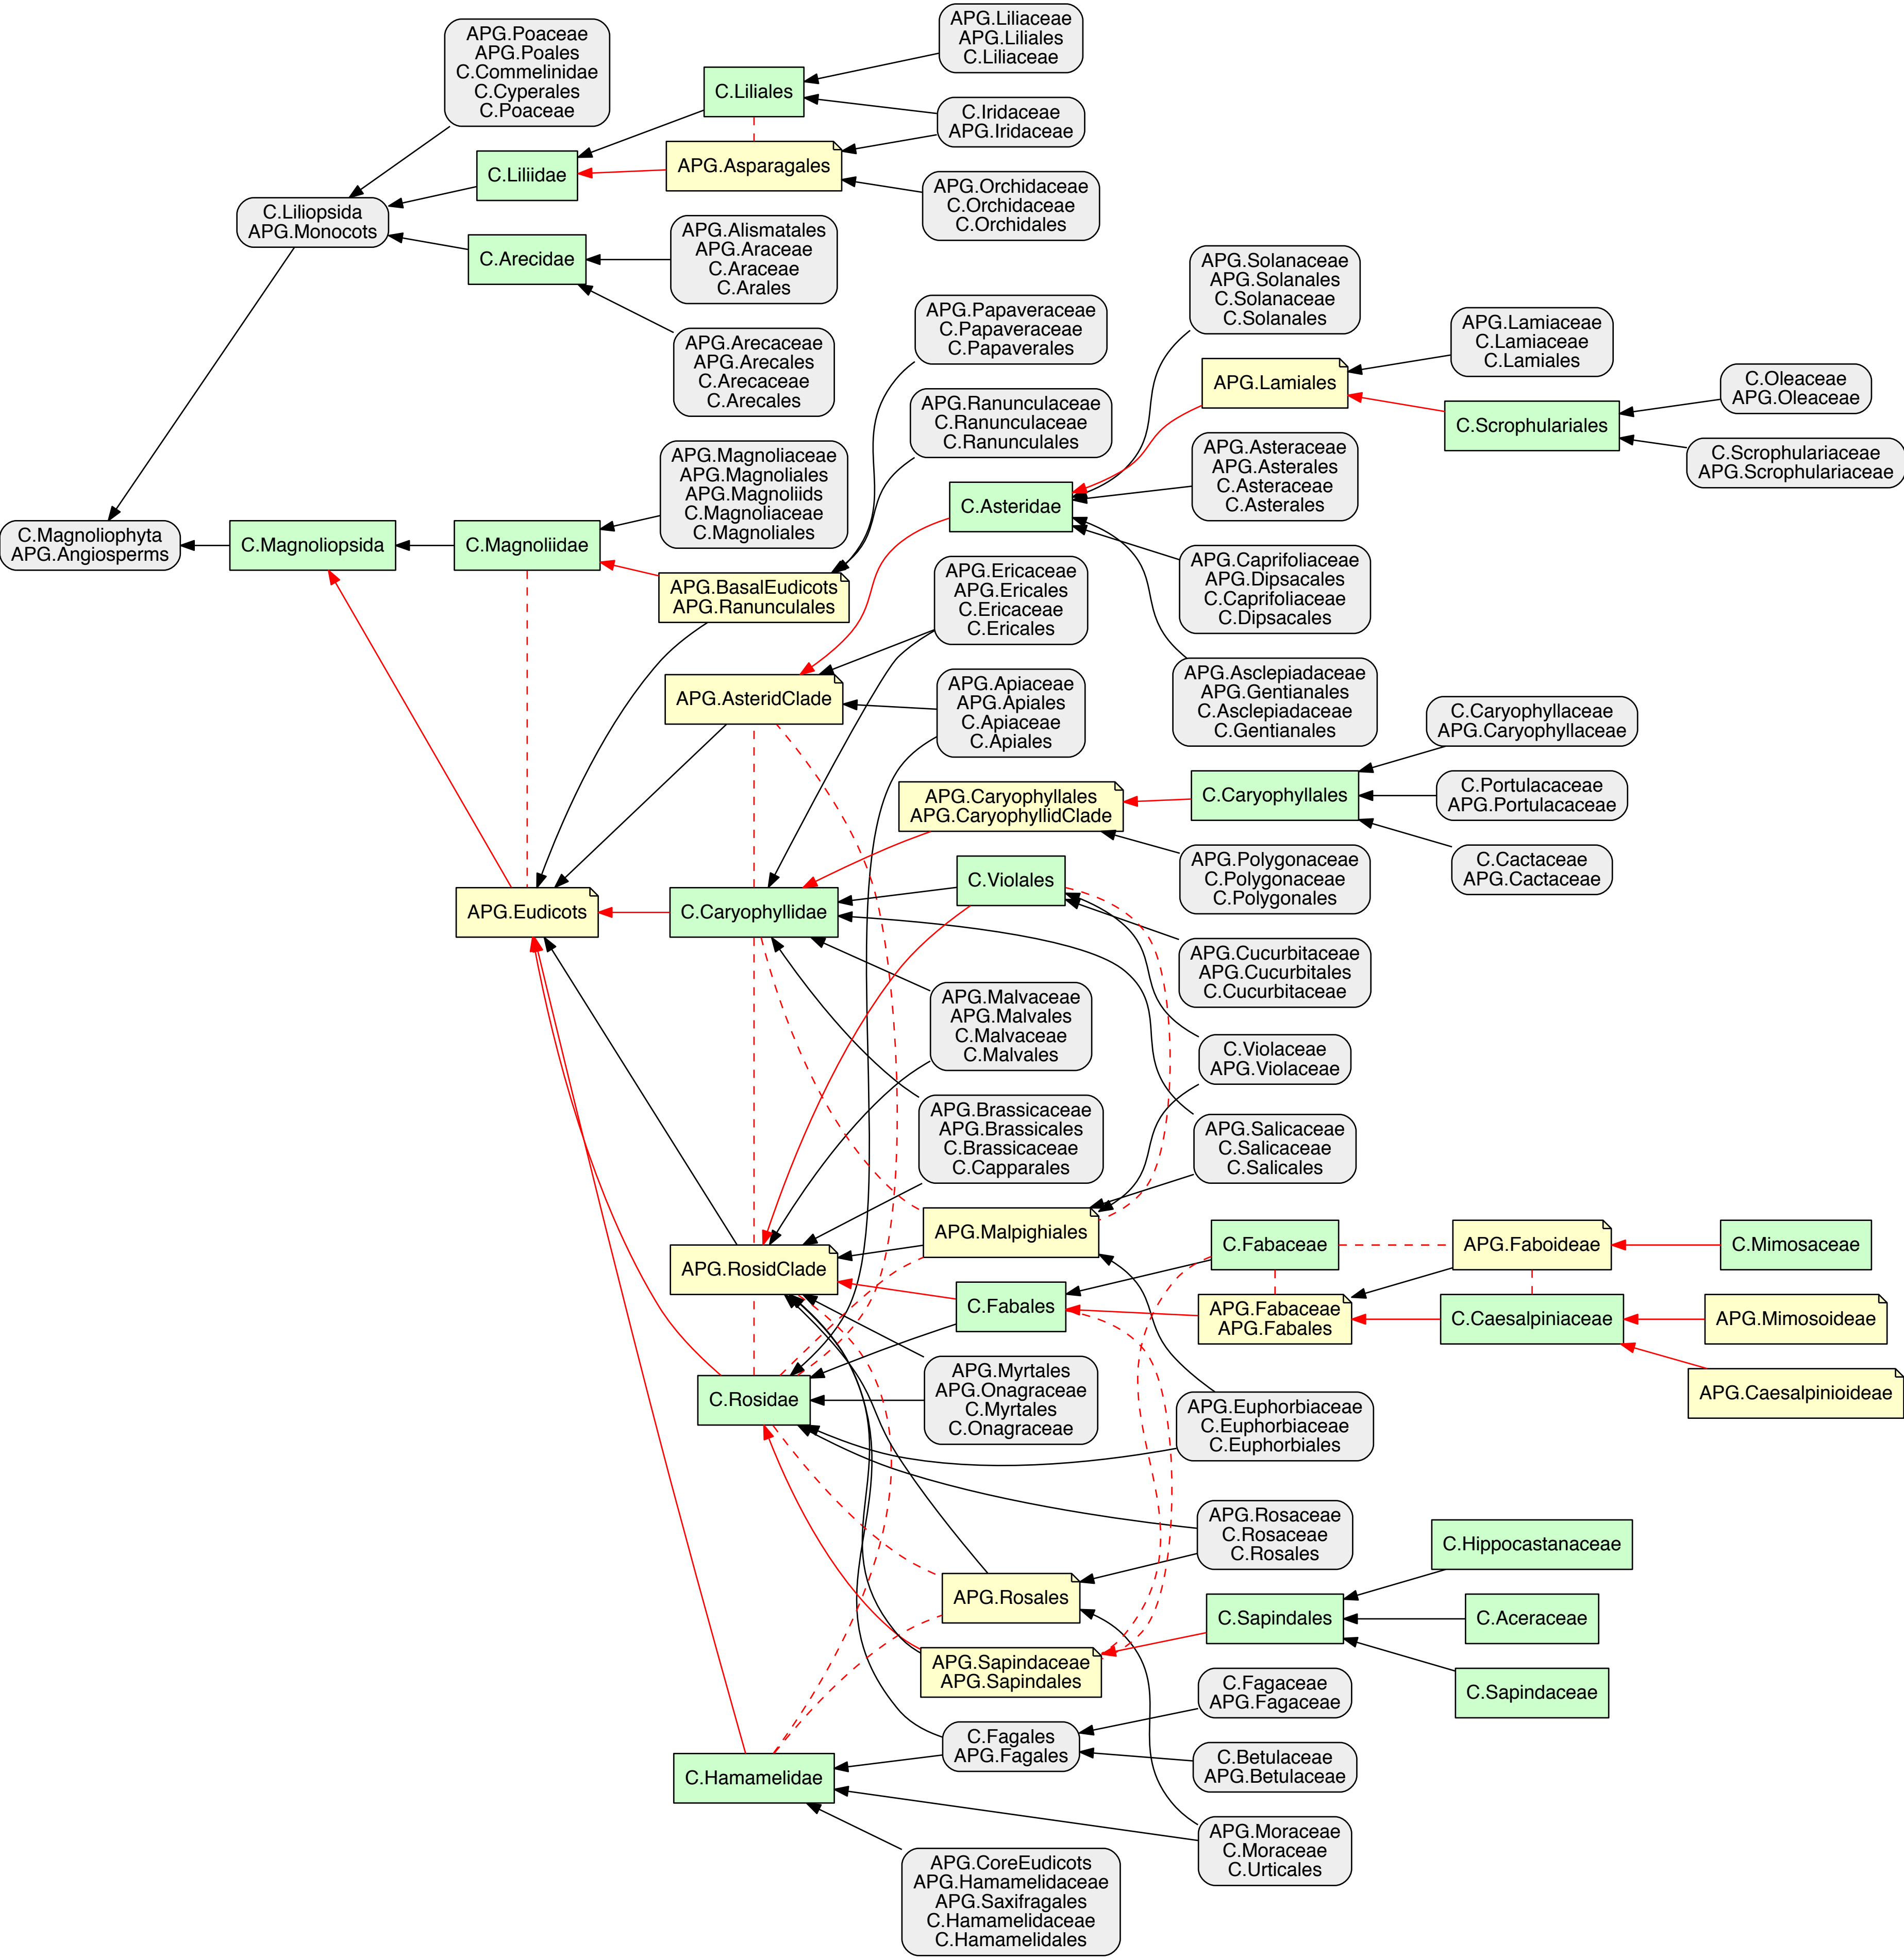 APG.Poaceae
APG.Poales
C.Commelinidae
C.Cyperales
C.Poaceae
APG.Liliaceae
APG.Liliales
C.Liliaceae
C.Liliales
C.Iridaceae
APG.Iridaceae
APG.Asparagales
C.Liliidae
APG.Orchidaceae
C.Orchidaceae
C.Orchidales
C.Liliopsida
APG.Monocots
C.Arecidae
APG.Alismatales
APG.Araceae
C.Araceae
C.Arales
APG.Arecaceae
APG.Arecales
C.Arecaceae
C.Arecales
APG.Solanaceae
APG.Solanales
C.Solanaceae
C.Solanales
APG.Papaveraceae
C.Papaveraceae
C.Papaverales
APG.Lamiaceae
C.Lamiaceae
C.Lamiales
APG.Lamiales
C.Oleaceae
APG.Oleaceae
APG.Ranunculaceae
C.Ranunculaceae
C.Ranunculales
C.Scrophulariales
C.Scrophulariaceae
APG.Scrophulariaceae
APG.Magnoliaceae
APG.Magnoliales
APG.Magnoliids
C.Magnoliaceae
C.Magnoliales
APG.Asteraceae
APG.Asterales
C.Asteraceae
C.Asterales
C.Asteridae
C.Magnoliophyta
APG.Angiosperms
C.Magnoliopsida
C.Magnoliidae
APG.BasalEudicots
APG.Ranunculales
APG.Ericaceae
APG.Ericales
C.Ericaceae
C.Ericales
APG.Caprifoliaceae
APG.Dipsacales
C.Caprifoliaceae
C.Dipsacales
APG.AsteridClade
APG.Apiaceae
APG.Apiales
C.Apiaceae
C.Apiales
APG.Asclepiadaceae
APG.Gentianales
C.Asclepiadaceae
C.Gentianales
C.Caryophyllaceae
APG.Caryophyllaceae
APG.Caryophyllales
APG.CaryophyllidClade
C.Caryophyllales
C.Portulacaceae
APG.Portulacaceae
APG.Polygonaceae
C.Polygonaceae
C.Polygonales
C.Cactaceae
APG.Cactaceae
C.Violales
APG.Eudicots
C.Caryophyllidae
APG.Cucurbitaceae
APG.Cucurbitales
C.Cucurbitaceae
APG.Malvaceae
APG.Malvales
C.Malvaceae
C.Malvales
C.Violaceae
APG.Violaceae
APG.Brassicaceae
APG.Brassicales
C.Brassicaceae
C.Capparales
APG.Salicaceae
C.Salicaceae
C.Salicales
APG.Malpighiales
C.Fabaceae
APG.Faboideae
C.Mimosaceae
APG.RosidClade
C.Fabales
APG.Fabaceae
APG.Fabales
C.Caesalpiniaceae
APG.Mimosoideae
APG.Caesalpinioideae
C.Rosidae
APG.Myrtales
APG.Onagraceae
C.Myrtales
C.Onagraceae
APG.Euphorbiaceae
C.Euphorbiaceae
C.Euphorbiales
APG.Rosaceae
C.Rosaceae
C.Rosales
C.Hippocastanaceae
APG.Rosales
C.Sapindales
C.Aceraceae
APG.Sapindaceae
APG.Sapindales
C.Sapindaceae
C.Fagaceae
APG.Fagaceae
C.Fagales
APG.Fagales
C.Betulaceae
APG.Betulaceae
C.Hamamelidae
APG.Moraceae
C.Moraceae
C.Urticales
APG.CoreEudicots
APG.Hamamelidaceae
APG.Saxifragales
C.Hamamelidaceae
C.Hamamelidales